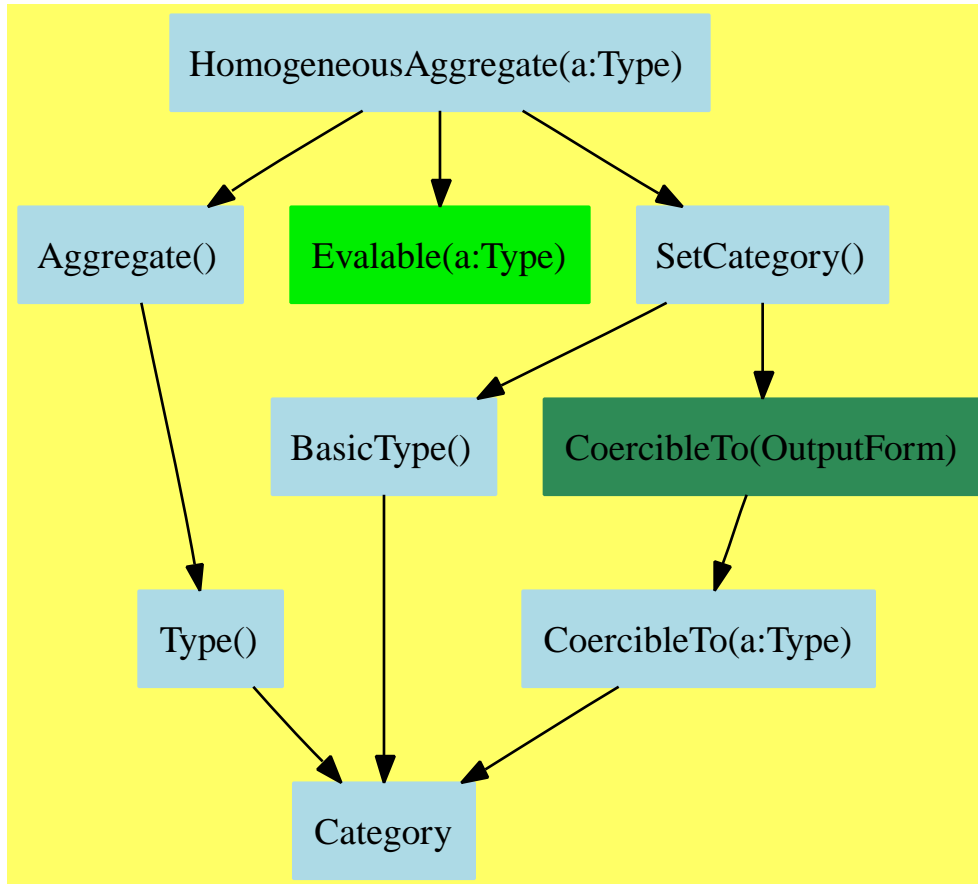 HomogeneousAggregate(a:Type)
Aggregate()
Evalable(a:Type)
SetCategory()
BasicType()
CoercibleTo(OutputForm)
Type()
CoercibleTo(a:Type)
Category